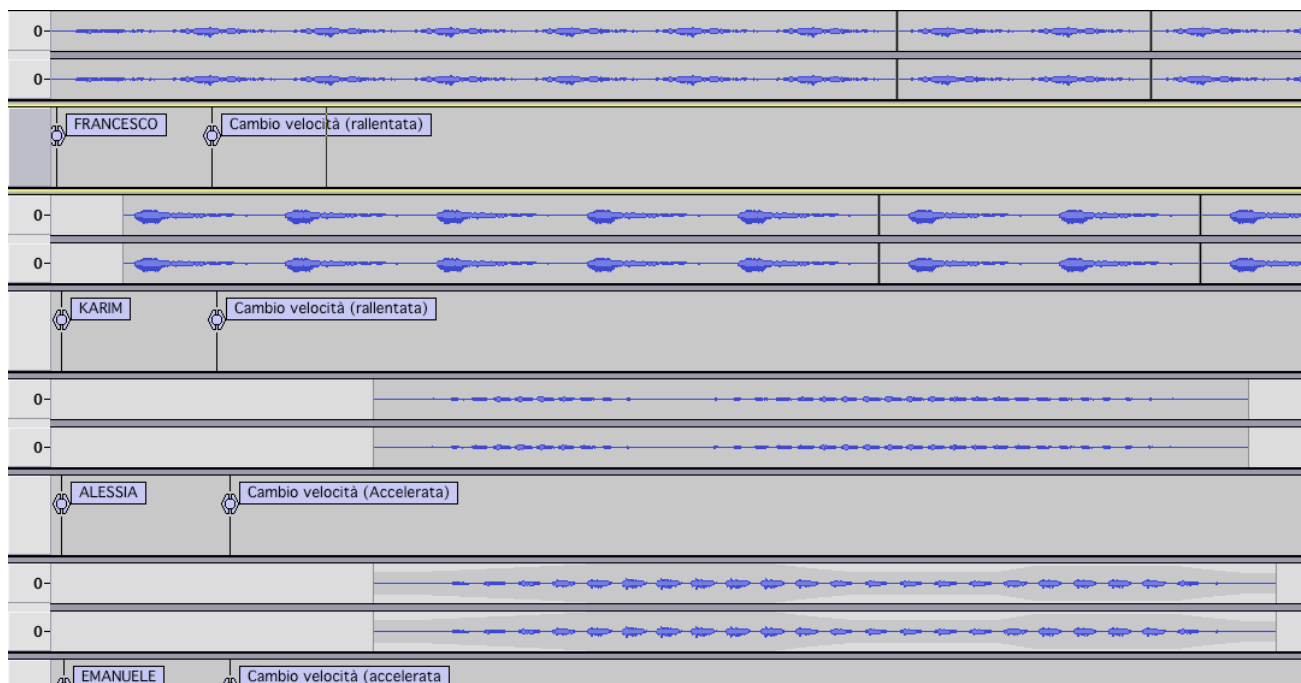 0-
0-
FRANCESCO Cambio velocità (rallentata)
0-
0-
KARIM Cambio velocità (rallentata)
0-
0-
ALESSIA Cambio velocità (Accelerata)
0-
0-
EMANUELE Cambio velocità (accelerata